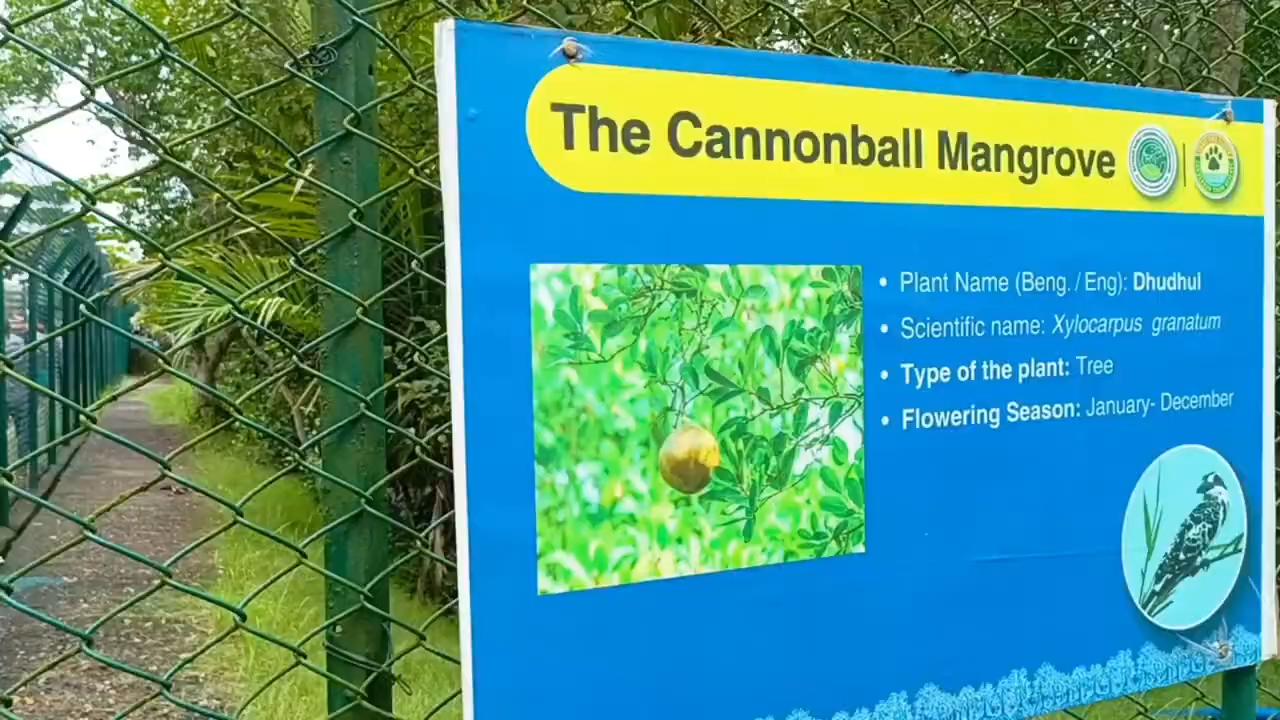 The Cannonball Mangrove
• Plant Name (Beng. / Eng): Dhudhul
• Scientific name: Xylocarpus granatum
• Type of the plant: Tree
• Flowering Season: January- December